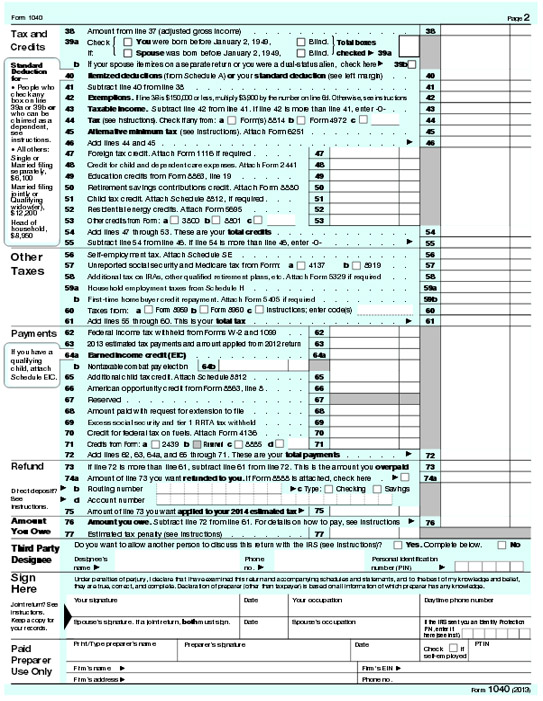 Form 1040 Page 2
Tax and Credits
38 Amount from line 37 (adjusted gross income) 38
39a Check { You were born before January 2, 1949, Blind. } Total boxes
if: Spouse was born before January 2, 1949, Blind. checked ▶ 39a
b If your spouse itemizes on a separate return or you were a dual-status alien, check here ▶ 39b
Standard Deduction for—
• People who check any box on line 39a or 39b or who can be claimed as a dependent, see instructions.
• All others:
Single or Married filing separately, $6,100
Married filing jointly or Qualifying widow(er), $12,200
Head of household, $8,950
40 Itemized deductions (from Schedule A) or your standard deduction (see left margin) 40
41 Subtract line 40 from line 38 41
42 Exemptions. If line 38 is $150,000 or less, multiply $3,900 by the number on line 6d. Otherwise, see instructions 42
43 Taxable income. Subtract line 42 from line 41. If line 42 is more than line 41, enter -0- 43
44 Tax (see instructions). Check if any from: a Form(s) 8814 b Form 4972 c 44
45 Alternative minimum tax (see instructions). Attach Form 6251 45
46 Add lines 44 and 45 ▶ 46
47 Foreign tax credit. Attach Form 1116 if required 47
48 Credit for child and dependent care expenses. Attach Form 2441 48
49 Education credits from Form 8863, line 19 49
50 Retirement savings contributions credit. Attach Form 8880 50
51 Child tax credit. Attach Schedule 8812, if required 51
52 Residential energy credits. Attach Form 5695 52
53 Other credits from Form: a 3800 b 8801 c 53
54 Add lines 47 through 53. These are your total credits 54
55 Subtract line 54 from line 46. If line 54 is more than line 46, enter -0- ▶ 55
Other Taxes
56 Self-employment tax. Attach Schedule SE 56
57 Unreported social security and Medicare tax from Form: a 4137 b 8919 57
58 Additional tax on IRAs, other qualified retirement plans, etc. Attach Form 5329 if required 58
59a Household employment taxes from Schedule H 59a
b First-time homebuyer credit repayment. Attach Form 5405 if required 59b
60 Taxes from: a Form 8959 b Form 8960 c Instructions; enter code(s) 60
61 Add lines 55 through 60. This is your total tax ▶ 61
Payments
62 Federal income tax withheld from Forms W-2 and 1099 62
63 2013 estimated tax payments and amount applied from 2012 return 63
If you have a qualifying child, attach Schedule EIC.
64a Earned income credit (EIC) 64a
b Nontaxable combat pay election 64b
65 Additional child tax credit. Attach Schedule 8812 65
66 American opportunity credit from Form 8863, line 8 66
67 Reserved 67
68 Amount paid with request for extension to file 68
69 Excess social security and tier 1 RRTA tax withheld 69
70 Credit for federal tax on fuels. Attach Form 4136 70
71 Credits from Form: a 2439 b Reserved c 8885 d 71
72 Add lines 62, 63, 64a, and 65 through 71. These are your total payments ▶ 72
Refund
73 If line 72 is more than line 61, subtract line 61 from line 72. This is the amount you overpaid 73
74a Amount of line 73 you want refunded to you. If Form 8888 is attached, check here ▶ 74a
Direct deposit? See instructions.
▶ b Routing number ▶ c Type: Checking Savings
▶ d Account number
75 Amount of line 73 you want applied to your 2014 estimated tax ▶ 75
Amount You Owe
76 Amount you owe. Subtract line 72 from line 61. For details on how to pay, see instructions ▶ 76
77 Estimated tax penalty (see instructions) 77
Third Party Designee
Do you want to allow another person to discuss this return with the IRS (see instructions)? Yes. Complete below. No
Designee's name ▶ Phone no. ▶ Personal identification number (PIN) ▶
Sign Here
Under penalties of perjury, I declare that I have examined this return and accompanying schedules and statements, and to the best of my knowledge and belief,
they are true, correct, and complete. Declaration of preparer (other than taxpayer) is based on all information of which preparer has any knowledge.
Joint return? See instructions. Keep a copy for your records.
Your signature Date Your occupation Daytime phone number
Spouse's signature. If a joint return, both must sign. Date Spouse's occupation If the IRS sent you an Identity Protection PIN, enter it here (see inst.)
Paid Preparer Use Only
Print/Type preparer's name Preparer's signature Date Check if self-employed PTIN
Firm's name ▶ Firm's EIN ▶
Firm's address ▶ Phone no.
Form 1040 (2013)